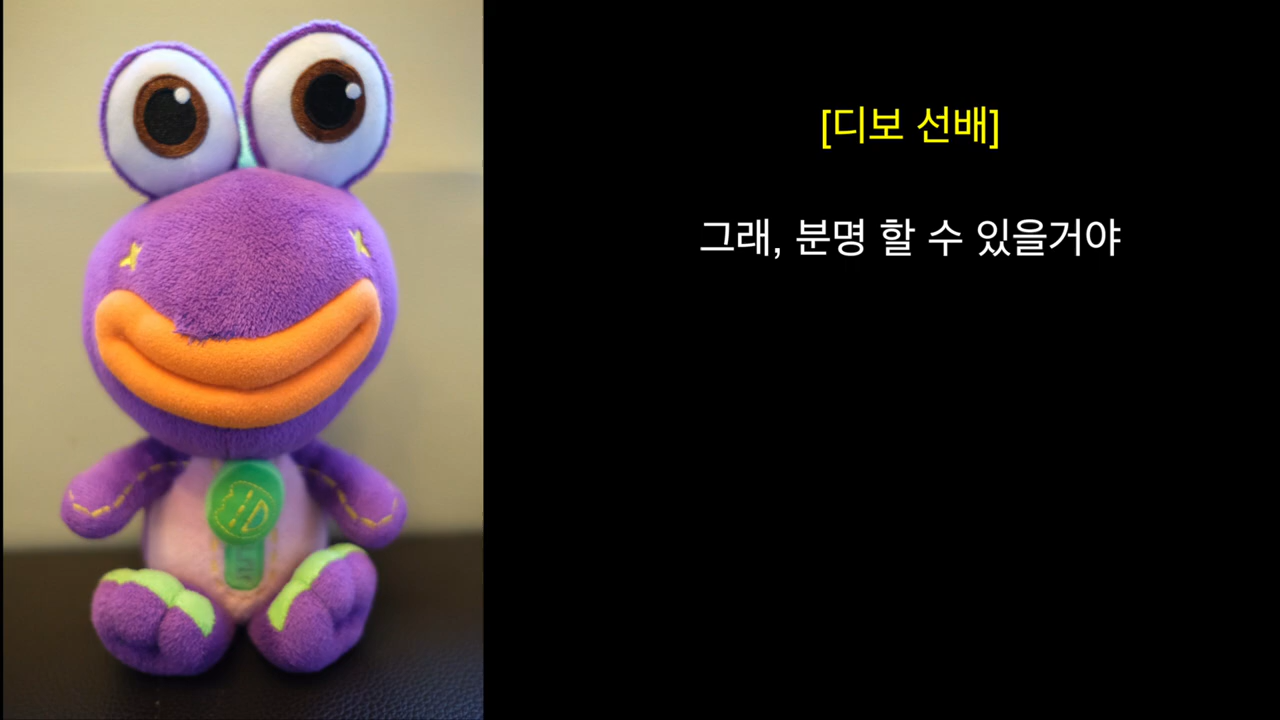 [디보 선배]
그래, 분명 할 수 있을거야